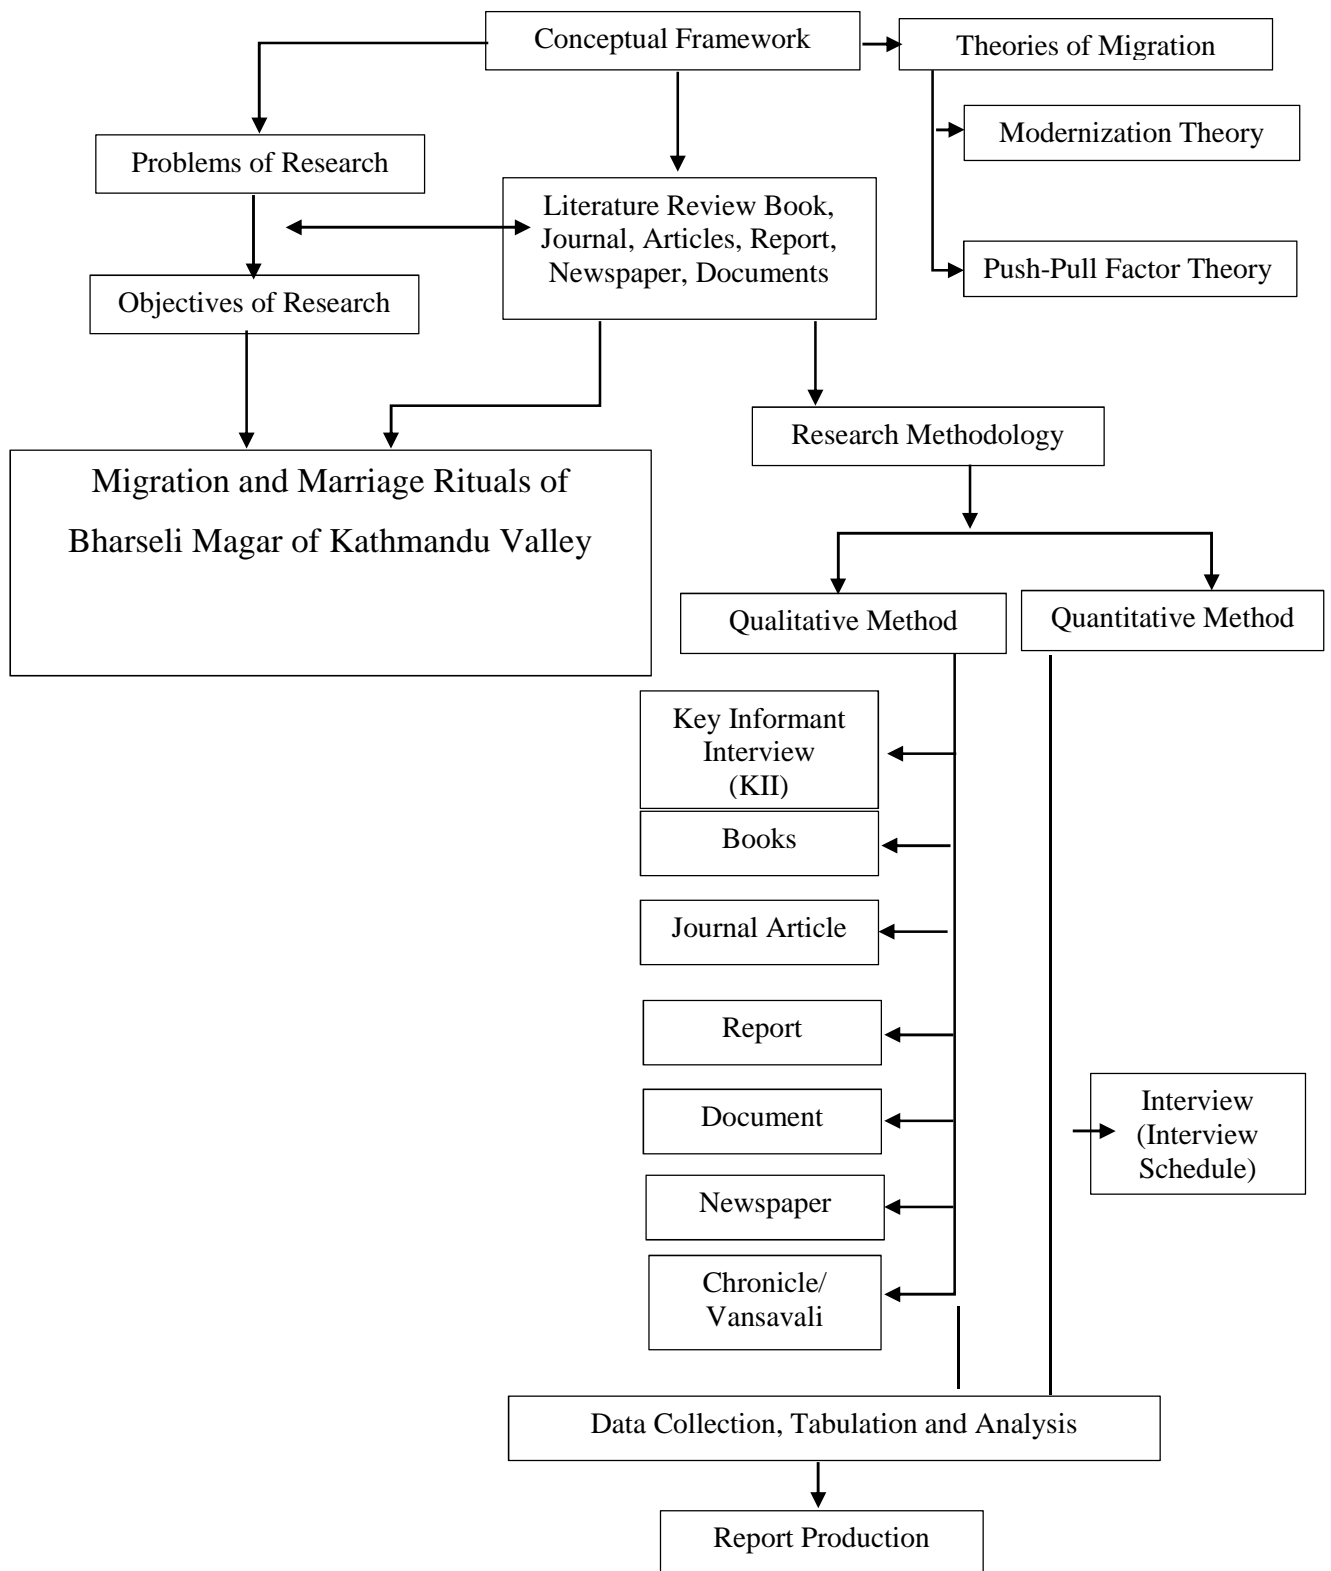 Conceptual Framework
Theories of Migration
Modernization Theory
Problems of Research
Literature Review Book,
Journal, Articles, Report,
Newspaper, Documents
Push-Pull Factor Theory
Objectives of Research
Research Methodology
Migration and Marriage Rituals of
Bharseli Magar of Kathmandu Valley
Qualitative Method
Quantitative Method
Key Informant
Interview
(KII)
Books
Journal Article
Report
Document
Interview
(Interview
Schedule)
Newspaper
Chronicle/
Vansavali
Data Collection, Tabulation and Analysis
Report Production